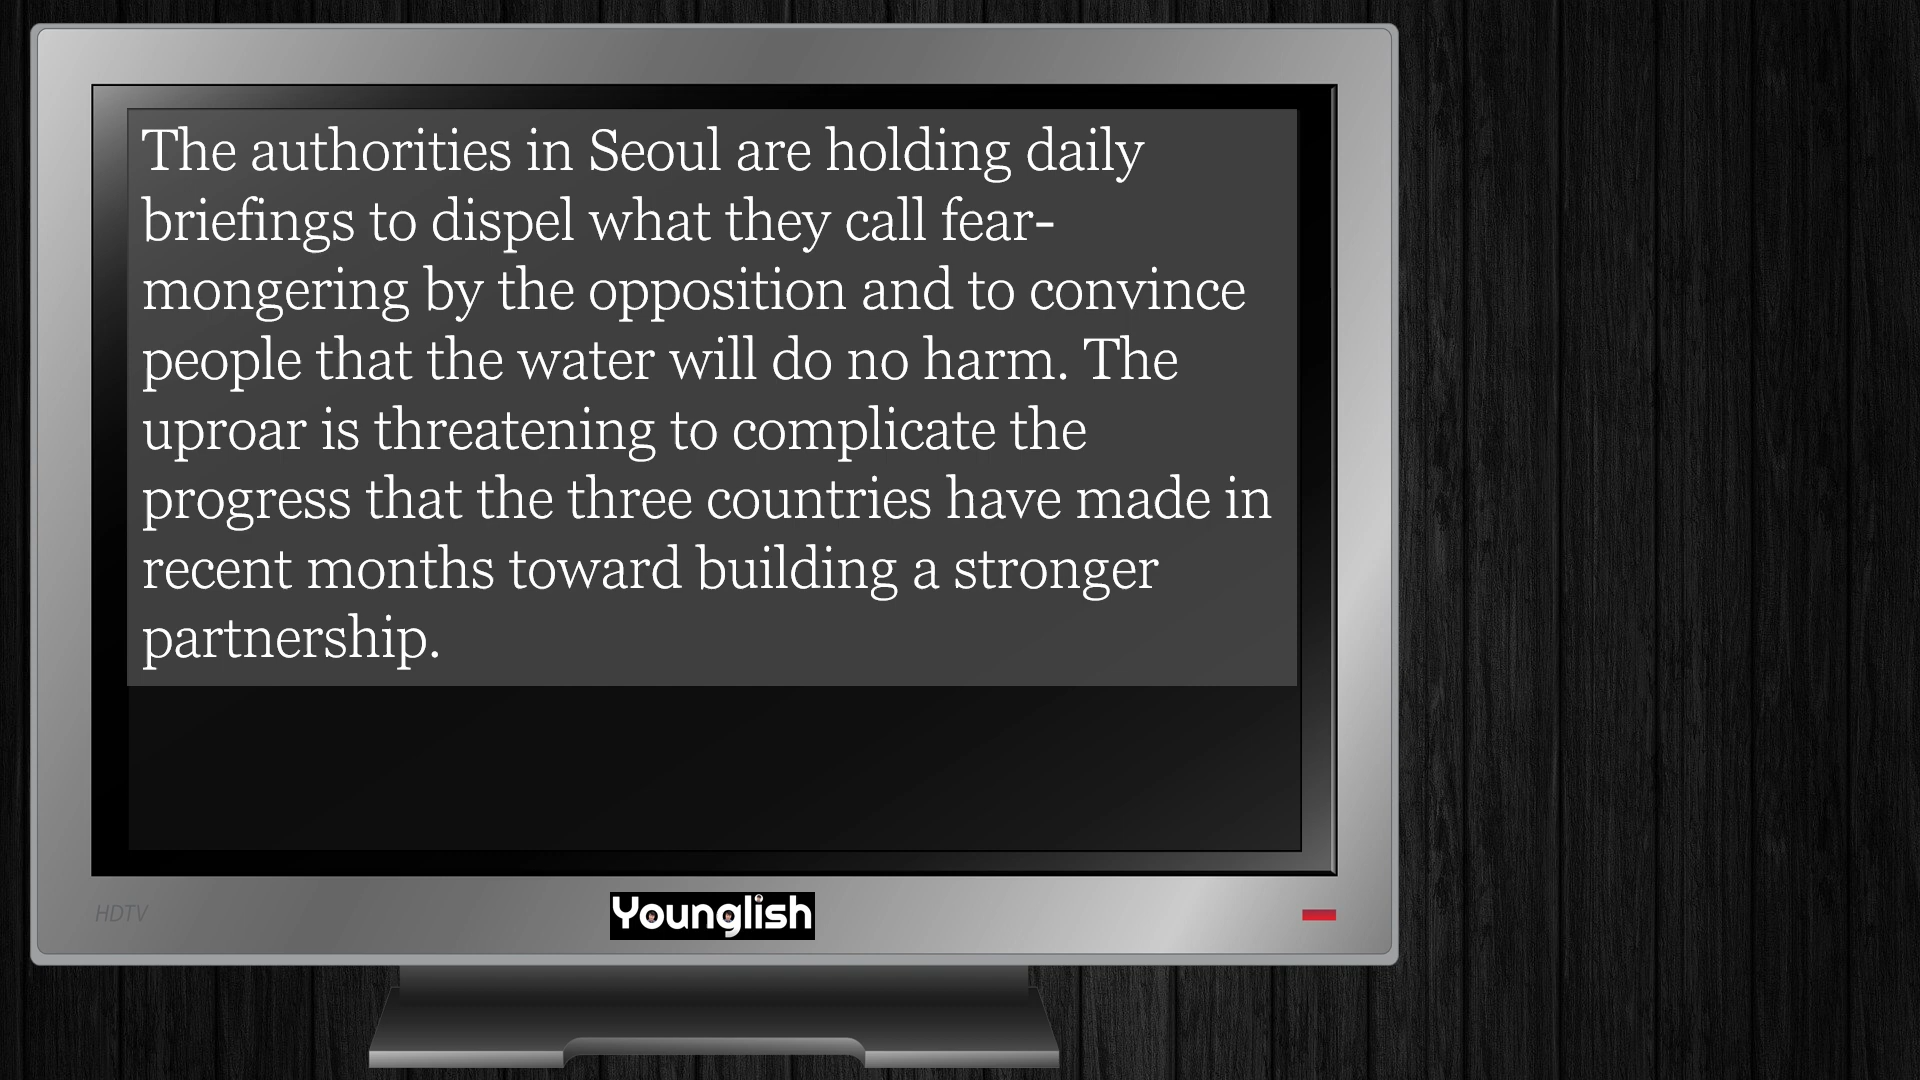 The authorities in Seoul are holding daily
briefings to dispel what they call fear-
mongering by the opposition and to convince
people that the water will do no harm. The
uproar is threatening to complicate the
progress that the three countries have made in
recent months toward building a stronger
partnership.
HDTV
Younglish